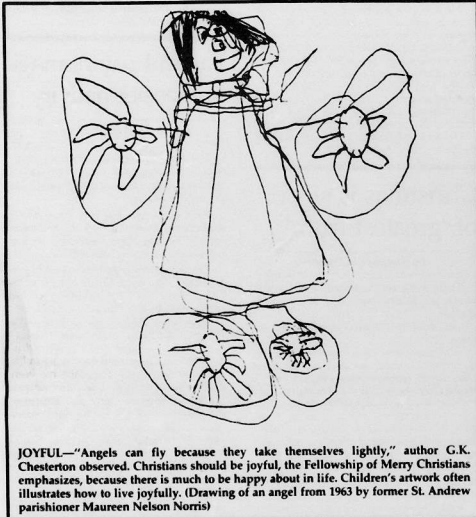 JOYFUL—“Angels can fly because they take themselves lightly,” author G.K.
Chesterton observed. Christians should be joyful, the Fellowship of Merry Christians
emphasizes, because there is much to be happy about in life. Children’s artwork often
illustrates how to live joyfully. (Drawing of an angel from 1963 by former St. Andrew
parishioner Maureen Nelson Norris)